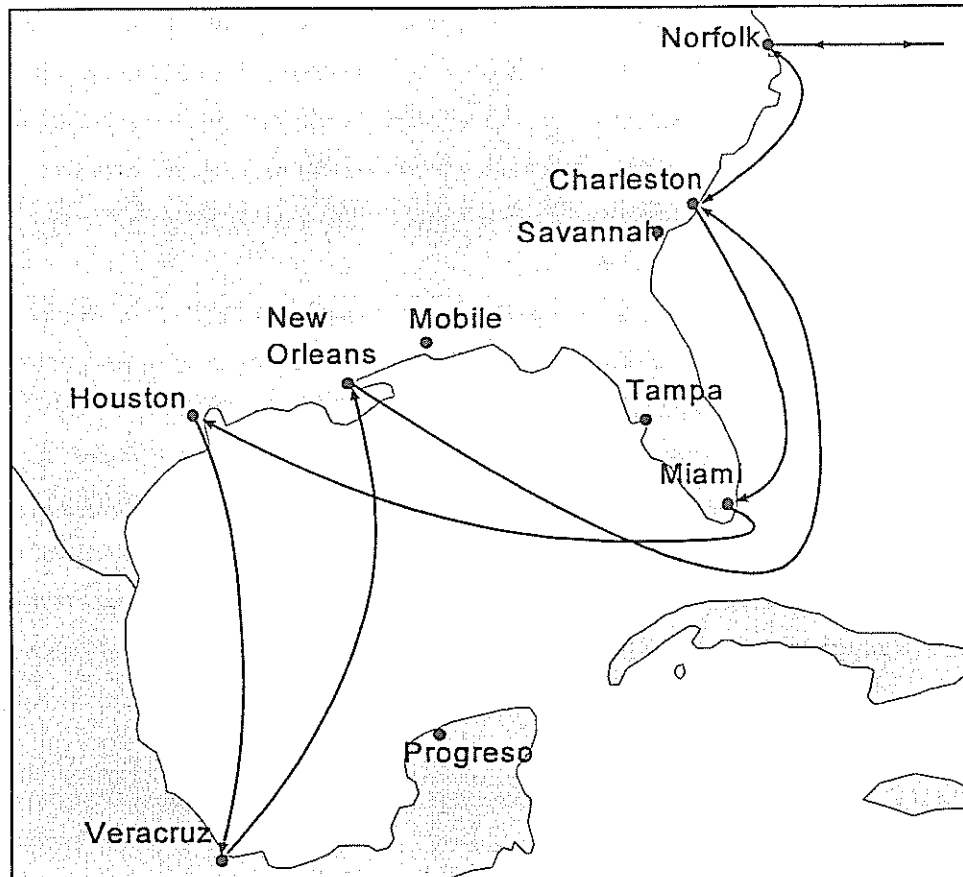 Norfolk
Charleston
Savannah
New
Orleans
Mobile
Houston
Tampa
Miami
Progreso
Veracruz